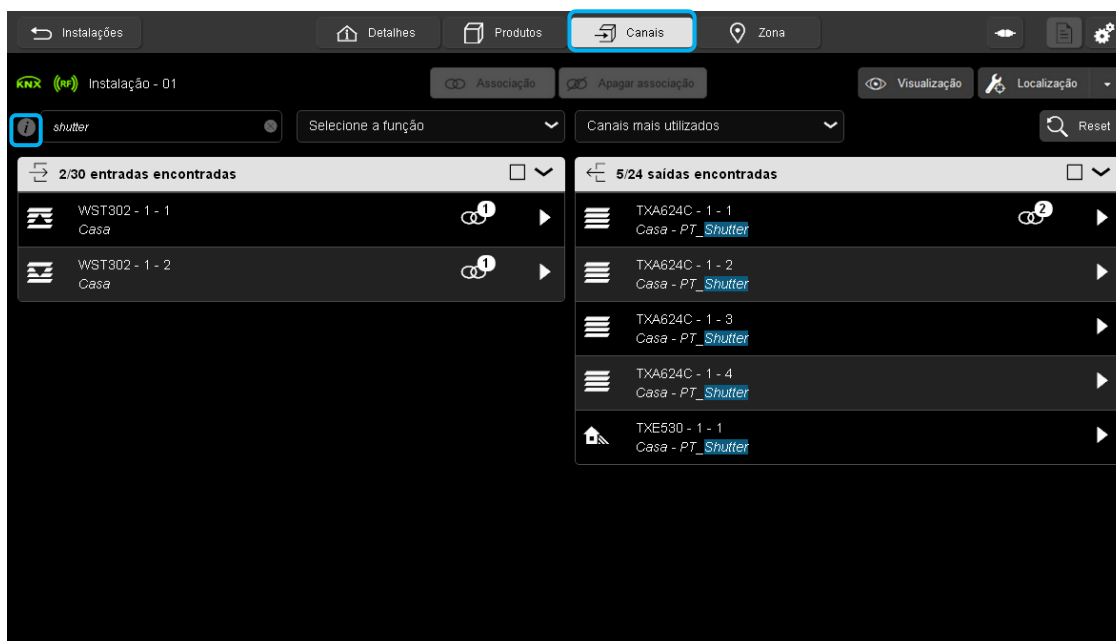 Instalações
Detalhes
Produtos
Canais
Zona
KNX ((RF)) Instalação - 01
Associação
Apagar associação
Visualização
Localização
i
shutter
Selecione a função
Canais mais utilizados
Reset
2/30 entradas encontradas
WST302 - 1 - 1
1
Casa
WST302 - 1 - 2
1
Casa
5/24 saídas encontradas
TXA624C - 1 - 1
2
Casa - PT_Shutter
TXA624C - 1 - 2
Casa - PT_Shutter
TXA624C - 1 - 3
Casa - PT_Shutter
TXA624C - 1 - 4
Casa - PT_Shutter
TXE530 - 1 - 1
Casa - PT_Shutter